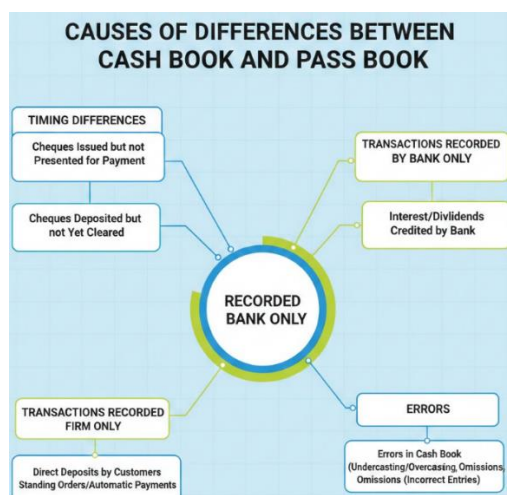 CAUSES OF DIFFERENCES BETWEEN
CASH BOOK AND PASS BOOK
TIMING DIFFERENCES
Cheques Issued but not
Presented for Payment
Cheques Deposited but
not Yet Cleared
TRANSACTIONS RECORDED
BY BANK ONLY
Interest/Divlidends
Credited by Bank
RECORDED
BANK ONLY
TRANSACTIONS RECORDED
FIRM ONLY
Direct Deposits by Customers
Standing Orders/Automatic Payments
ERRORS
Errors in Cash Book
(Undercasting/Overcasing, Omissions,
Omissions (Incorrect Entries)